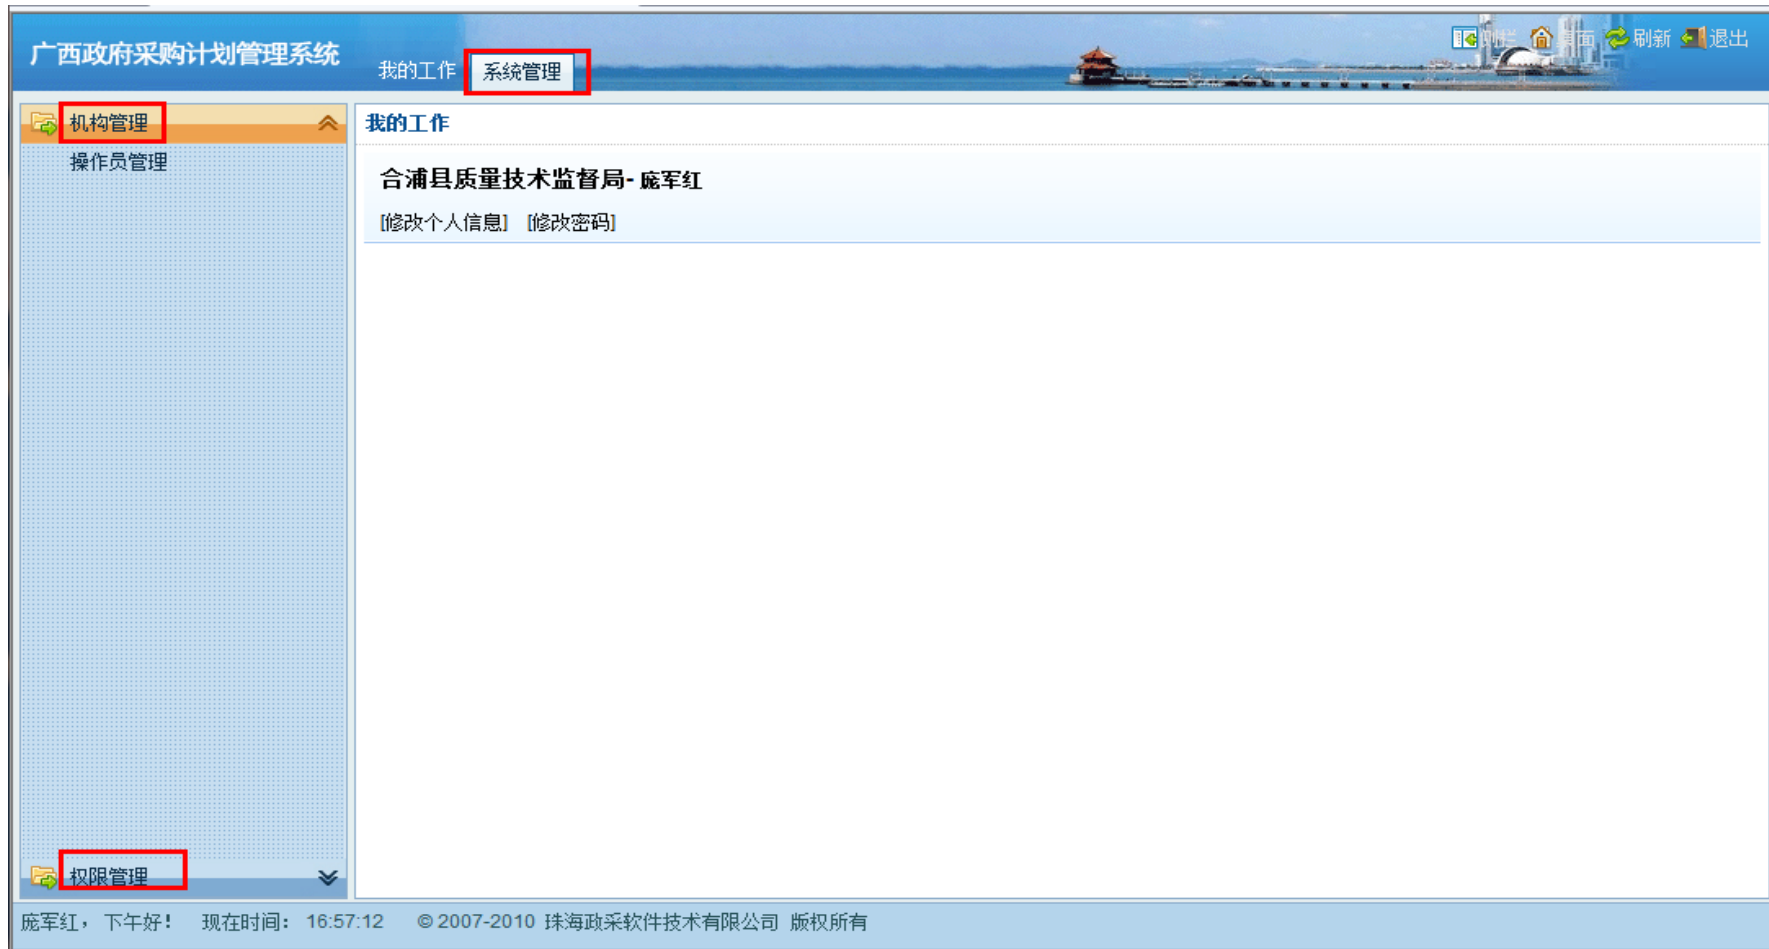 广西政府采购计划管理系统
我的工作 系统管理
侧栏 桌面 刷新 退出
机构管理
操作员管理
我的工作
合浦县质量技术监督局- 庞军红
[修改个人信息] [修改密码]
权限管理
庞军红，下午好！ 现在时间： 16:57:12 ©2007-2010 珠海政采软件技术有限公司 版权所有